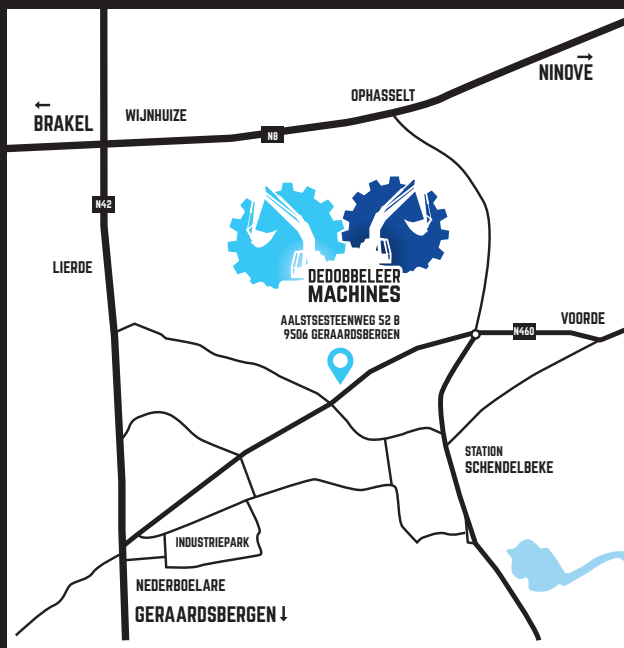 NINOVE
OPHASSELT
BRAKEL
WIJNHUIZE
N8
N42
LIERDE
DEDOBBELEER
MACHINES
AALSTSESTEENWEG 52 B
9506 GERAARDSBERGEN
N460
VOORDE
STATION
SCHENDELBEKE
INDUSTRIEPARK
NEDERBOELARE
GERAARDSBERGEN